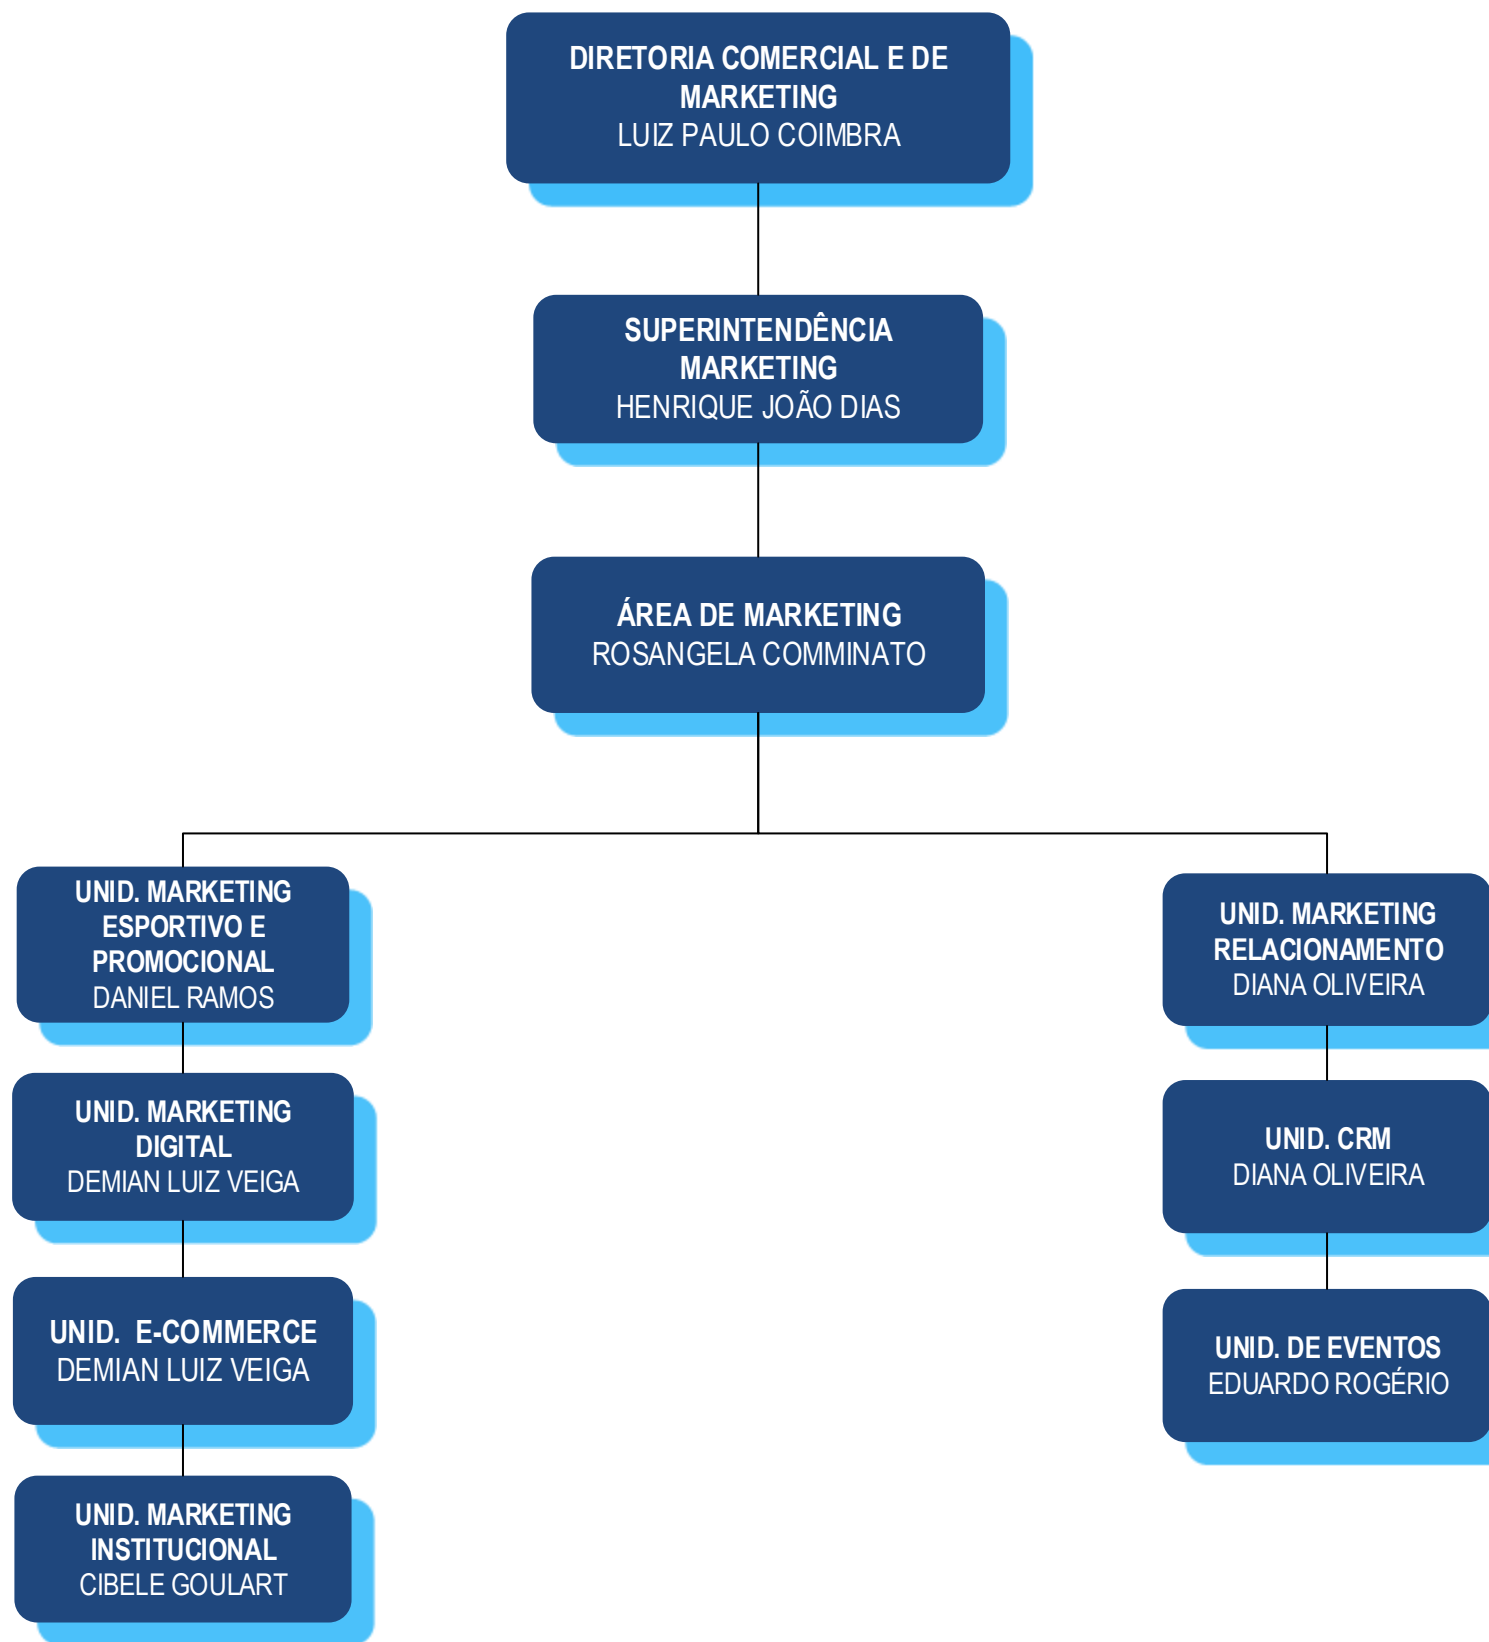 DIRETORIA COMERCIAL E DE
MARKETING
LUIZ PAULO COIMBRA
SUPERINTENDÊNCIA
MARKETING
HENRIQUE JOÃO DIAS
ÁREA DE MARKETING
ROSANGELA COMMINATO
UNID. MARKETING
ESPORTIVO E
PROMOCIONAL
DANIEL RAMOS
UNID. MARKETING
DIGITAL
DEMIAN LUIZ VEIGA
UNID. E-COMMERCE
DEMIAN LUIZ VEIGA
UNID. MARKETING
INSTITUCIONAL
CIBELE GOULART
UNID. MARKETING
RELACIONAMENTO
DIANA OLIVEIRA
UNID. CRM
DIANA OLIVEIRA
UNID. DE EVENTOS
EDUARDO ROGÉRIO